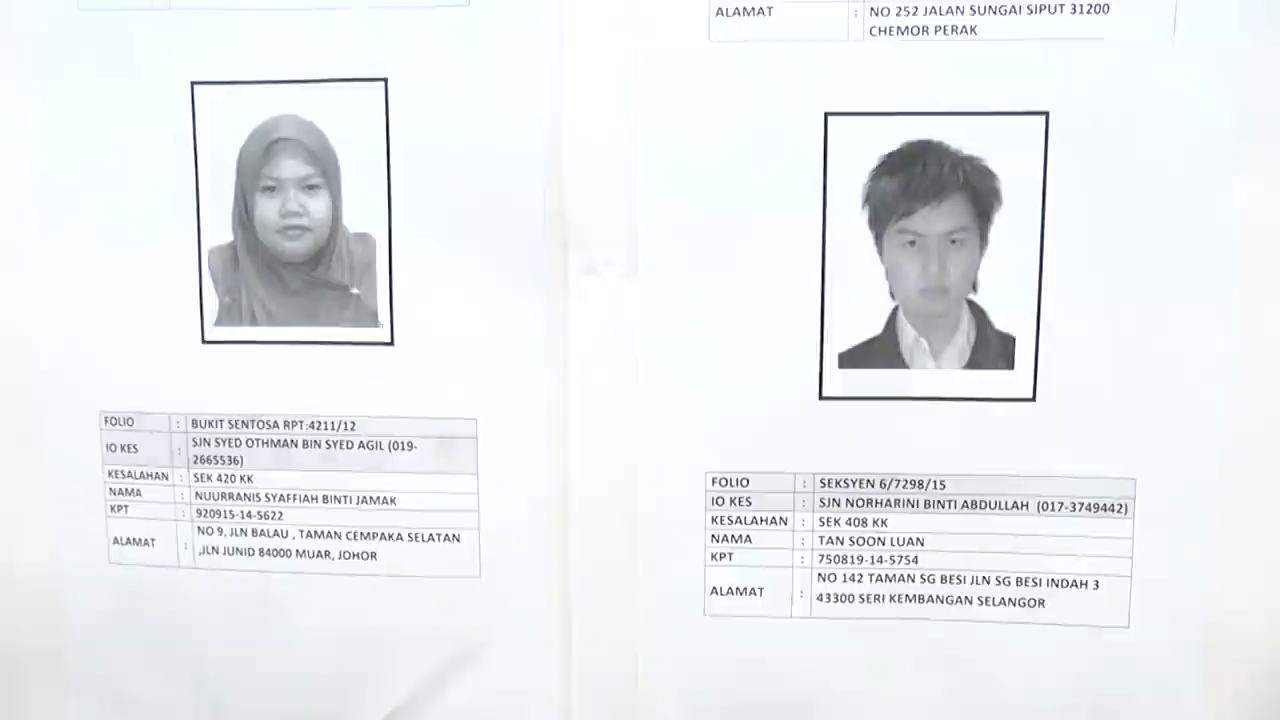 FOLIO : BUKIT SENTOSA RPT:4211/12
IO KES : SJN SYED OTHMAN BIN SYED AGIL (019-
2665536)
KESALAHAN : SEK 420 KK
NAMA : NUURRANIS SYAFFIAH BINTI JAMAK
KPT : 920915-14-5622
ALAMAT : NO 9, JLN BALAU , TAMAN CEMPAKA SELATAN
,JLN JUNID 84000 MUAR, JOHOR
ALAMAT : NO 252 JALAN SUNGAI SIPUT 31200
CHEMOR PERAK
FOLIO : SEKSYEN 6/7298/15
IO KES : SJN NORHARINI BINTI ABDULLAH (017-3749442)
KESALAHAN : SEK 408 KK
NAMA : TAN SOON LUAN
KPT : 750819-14-5754
ALAMAT : NO 142 TAMAN SG BESI JLN SG BESI INDAH 3
43300 SERI KEMBANGAN SELANGOR